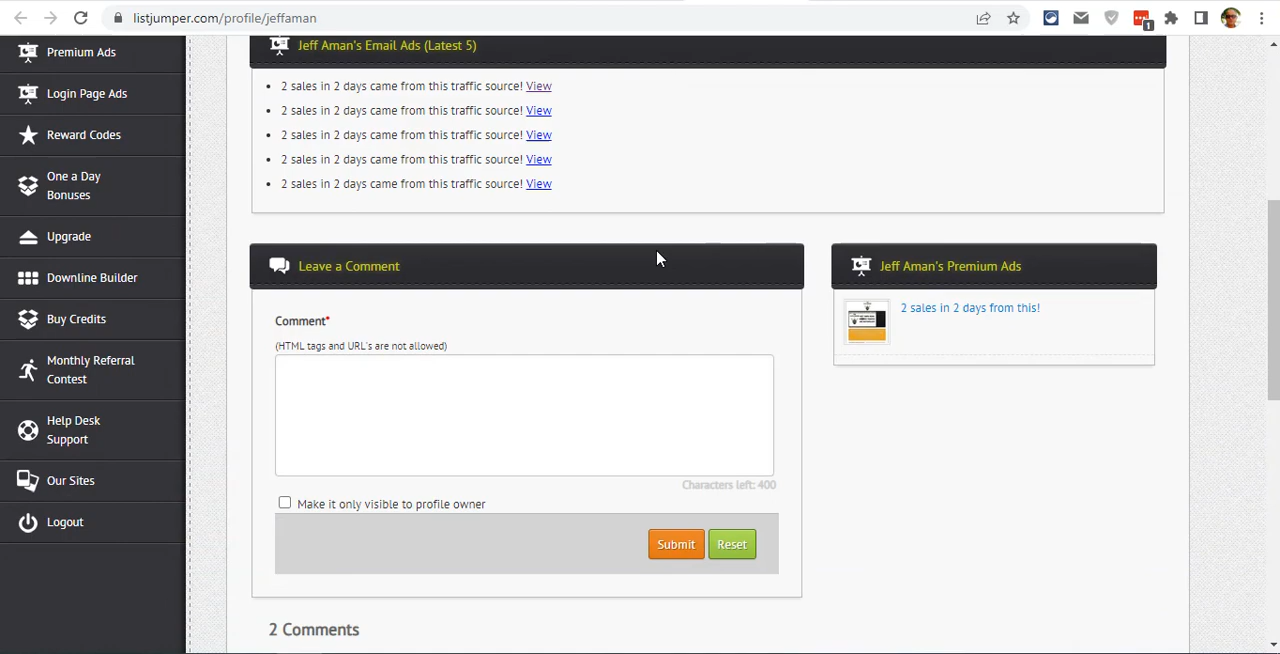 listjumper.com/profile/jeffaman
1
Premium Ads
Login Page Ads
Reward Codes
One a Day
Bonuses
Upgrade
Downline Builder
Buy Credits
Monthly Referral
Contest
Help Desk
Support
Our Sites
Logout
Jeff Aman's Email Ads (Latest 5)
2 sales in 2 days came from this traffic source! View
2 sales in 2 days came from this traffic source! View
2 sales in 2 days came from this traffic source! View
2 sales in 2 days came from this traffic source! View
2 sales in 2 days came from this traffic source! View
Leave a Comment
Comment*
(HTML tags and URL's are not allowed)
Characters left: 400
Make it only visible to profile owner
Submit
Reset
2 Comments
Jeff Aman's Premium Ads
2 sales in 2 days from this!